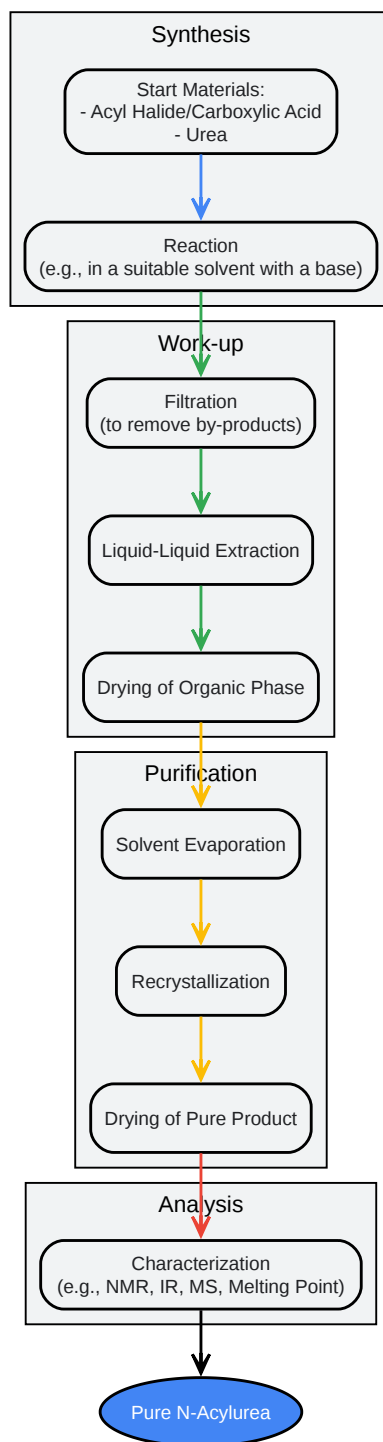 Synthesis
Start Materials:
- Acyl Halide/Carboxylic Acid
- Urea
Reaction
(e.g., in a suitable solvent with a base)
Work-up
Filtration
(to remove by-products)
Liquid-Liquid Extraction
Drying of Organic Phase
Purification
Solvent Evaporation
Recrystallization
Drying of Pure Product
Analysis
Characterization
(e.g., NMR, IR, MS, Melting Point)
Pure N-Acylurea